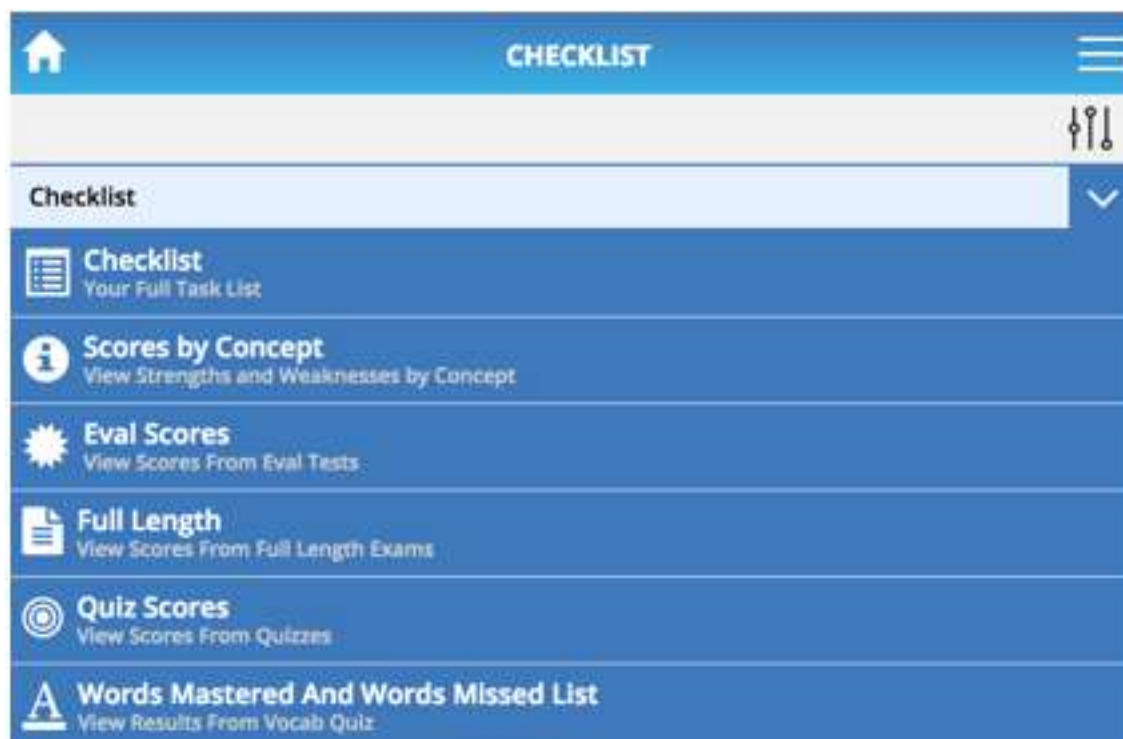 CHECKLIST
Checklist
Checklist
Your Full Task List
Scores by Concept
View Strengths and Weaknesses by Concept
Eval Scores
View Scores From Eval Tests
Full Length
View Scores From Full Length Exams
Quiz Scores
View Scores From Quizzes
Words Mastered And Words Missed List
View Results From Vocab Quiz